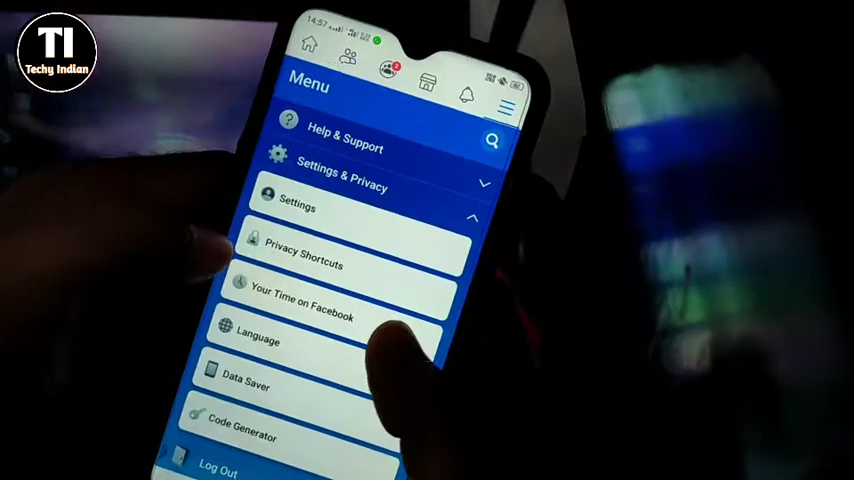 TI
Techy Indian
14:57
2
Menu
Help & Support
Settings & Privacy
Settings
Privacy Shortcuts
Your Time on Facebook
Language
Data Saver
Code Generator
Log Out